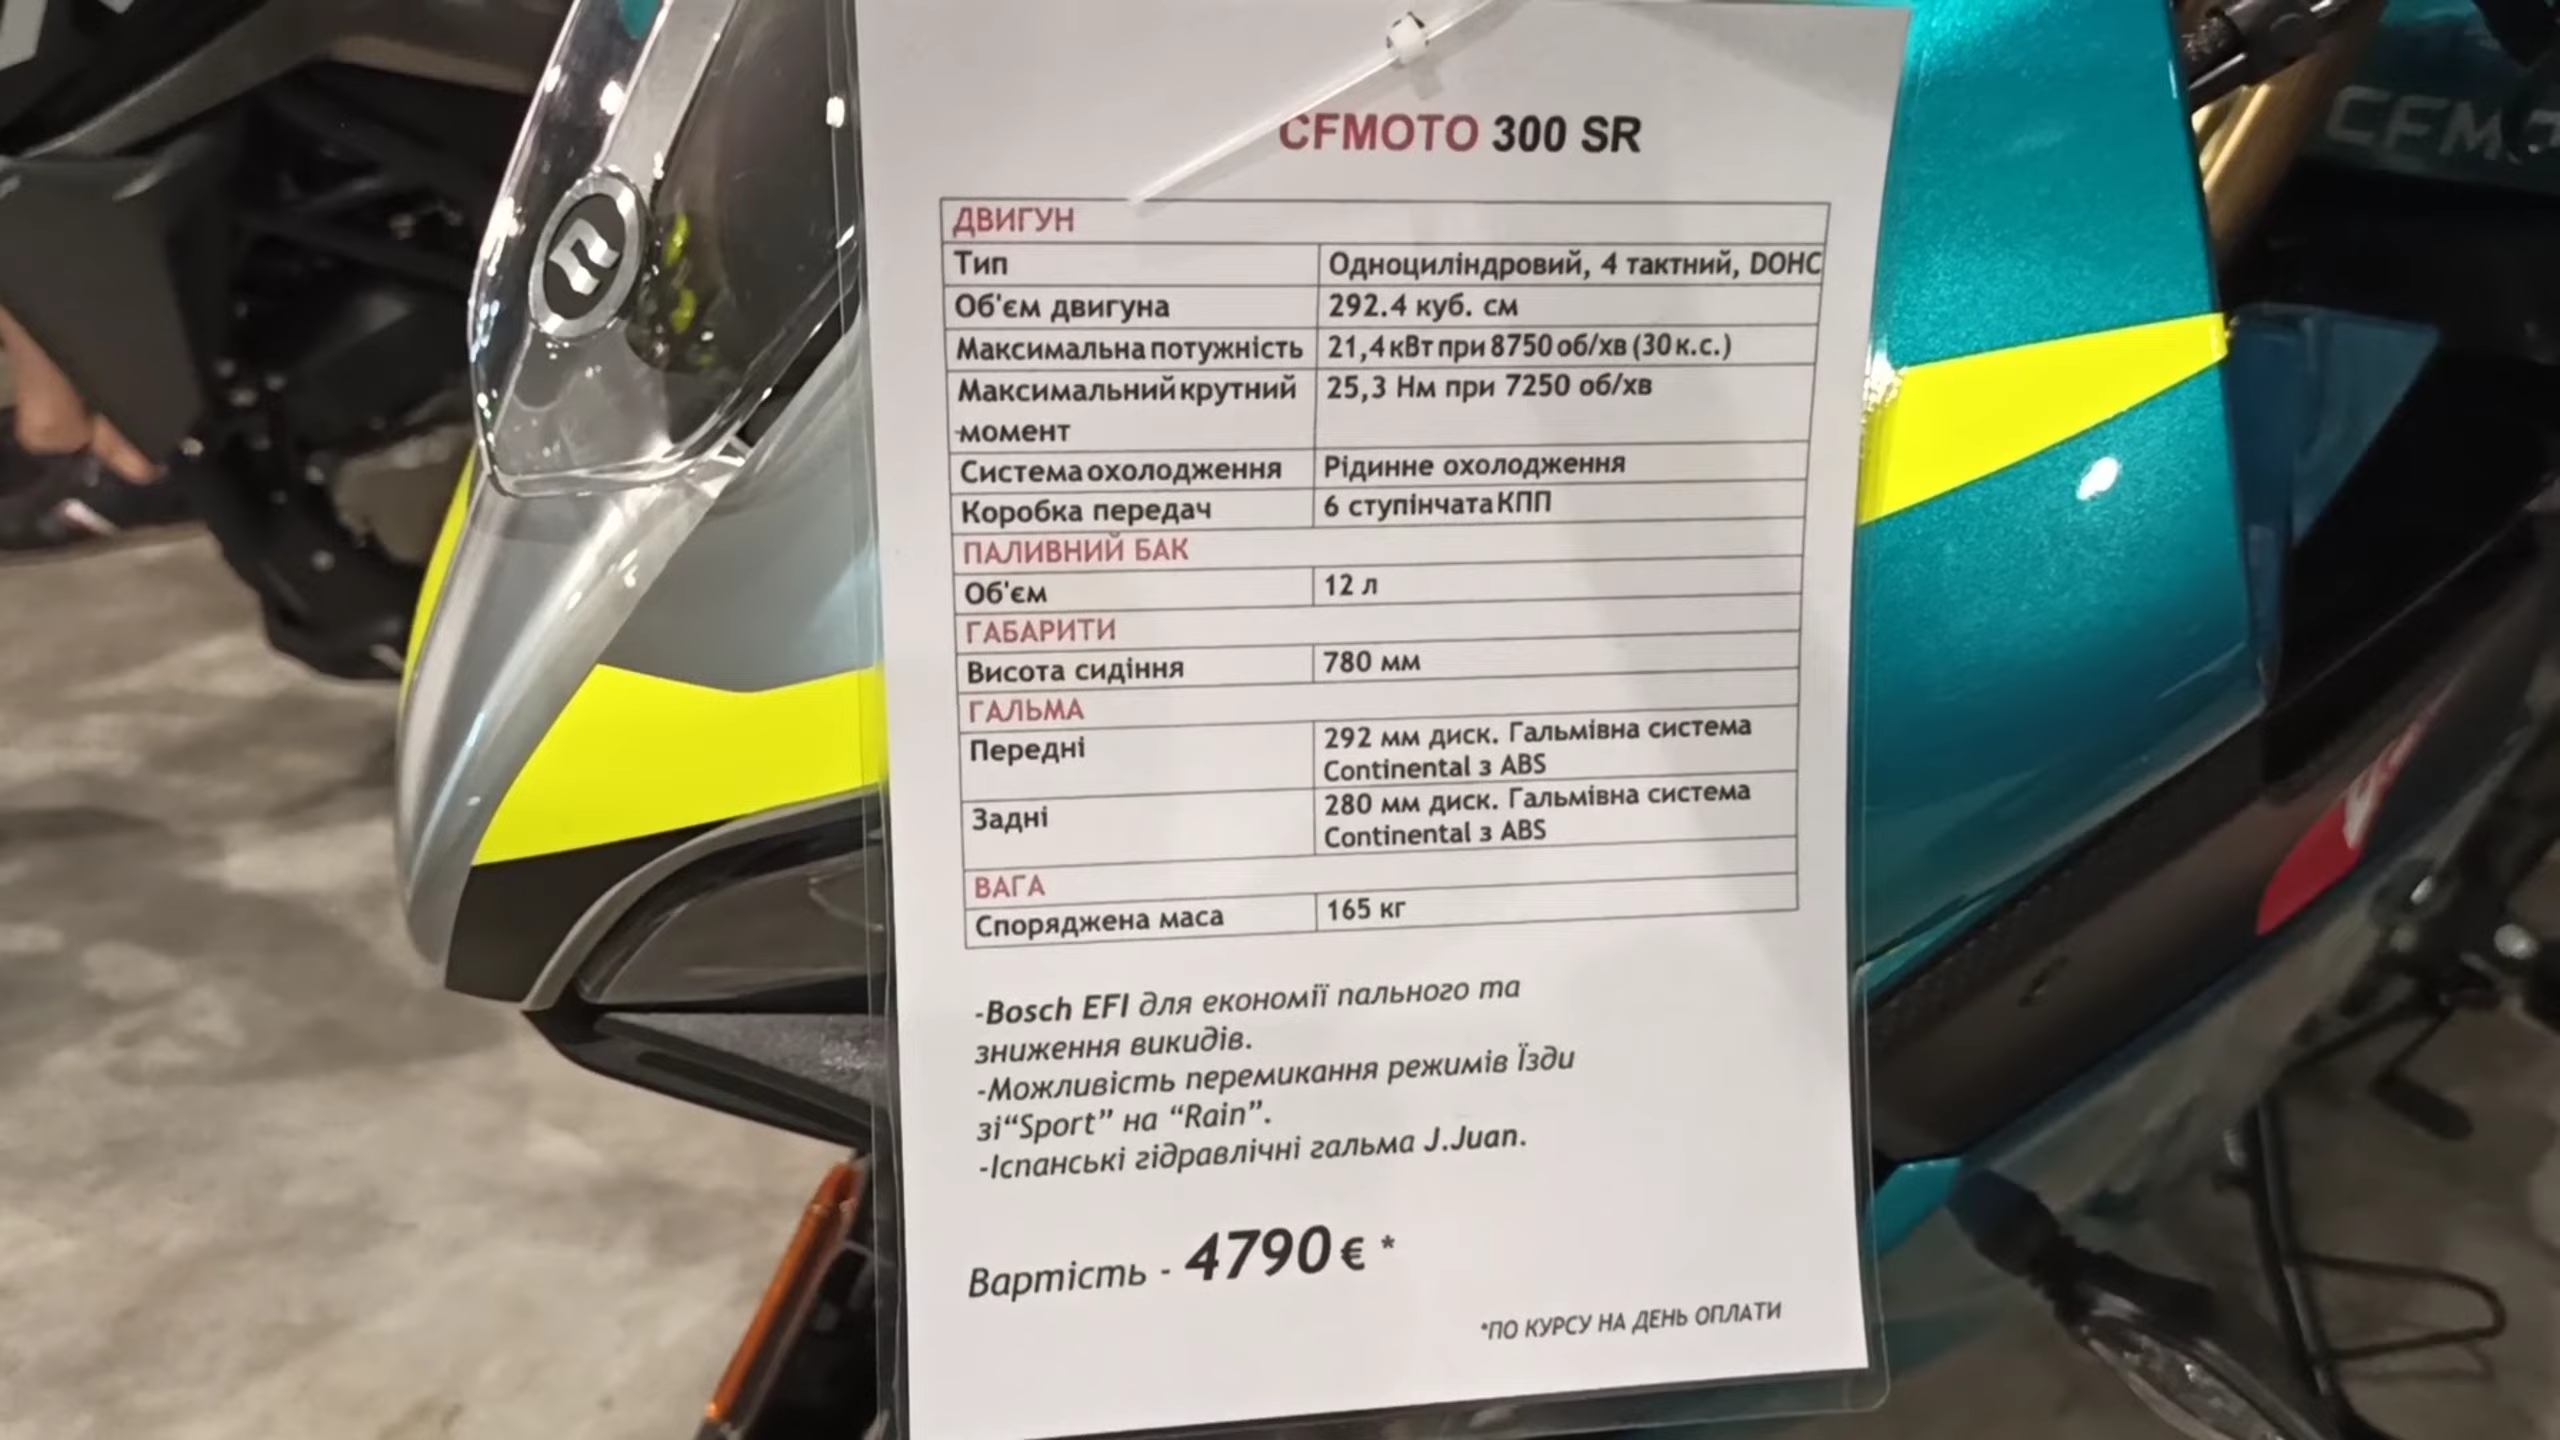 CFMOTO 300 SR
ДВИГУН
Тип Одноциліндровий, 4 тактний, DOHC
Об'єм двигуна 292.4 куб. см
Максимальна потужність 21,4 кВт при 8750 об/хв (30 к.с.)
Максимальний крутний 25,3 Нм при 7250 об/хв
момент
Система охолодження Рідинне охолодження
Коробка передач 6 ступінчата КПП
ПАЛИВНИЙ БАК
Об'єм 12 л
ГАБАРИТИ
Висота сидіння 780 мм
ГАЛЬМА
Передні 292 мм диск. Гальмівна система
Continental з ABS
Задні 280 мм диск. Гальмівна система
Continental з ABS
ВАГА
Споряджена маса 165 кг
-Bosch EFI для економії пального та
зниження викидів.
-Можливість перемикання режимів Їзди
зі“Sport” на “Rain”.
-Іспанські гідравлічні гальма J.Juan.
Вартість - 4790 € *
*ПО КУРСУ НА ДЕНЬ ОПЛАТИ